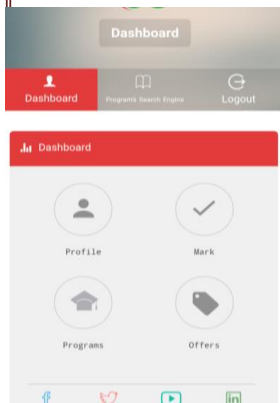 Dashboard
Dashboard
Programs Search Engine
Logout
Dashboard
Profile
Mark
Programs
Offers